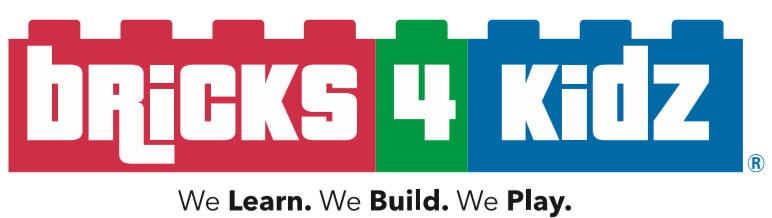 bRicKs 4 Kidz ®
We Learn. We Build. We Play.